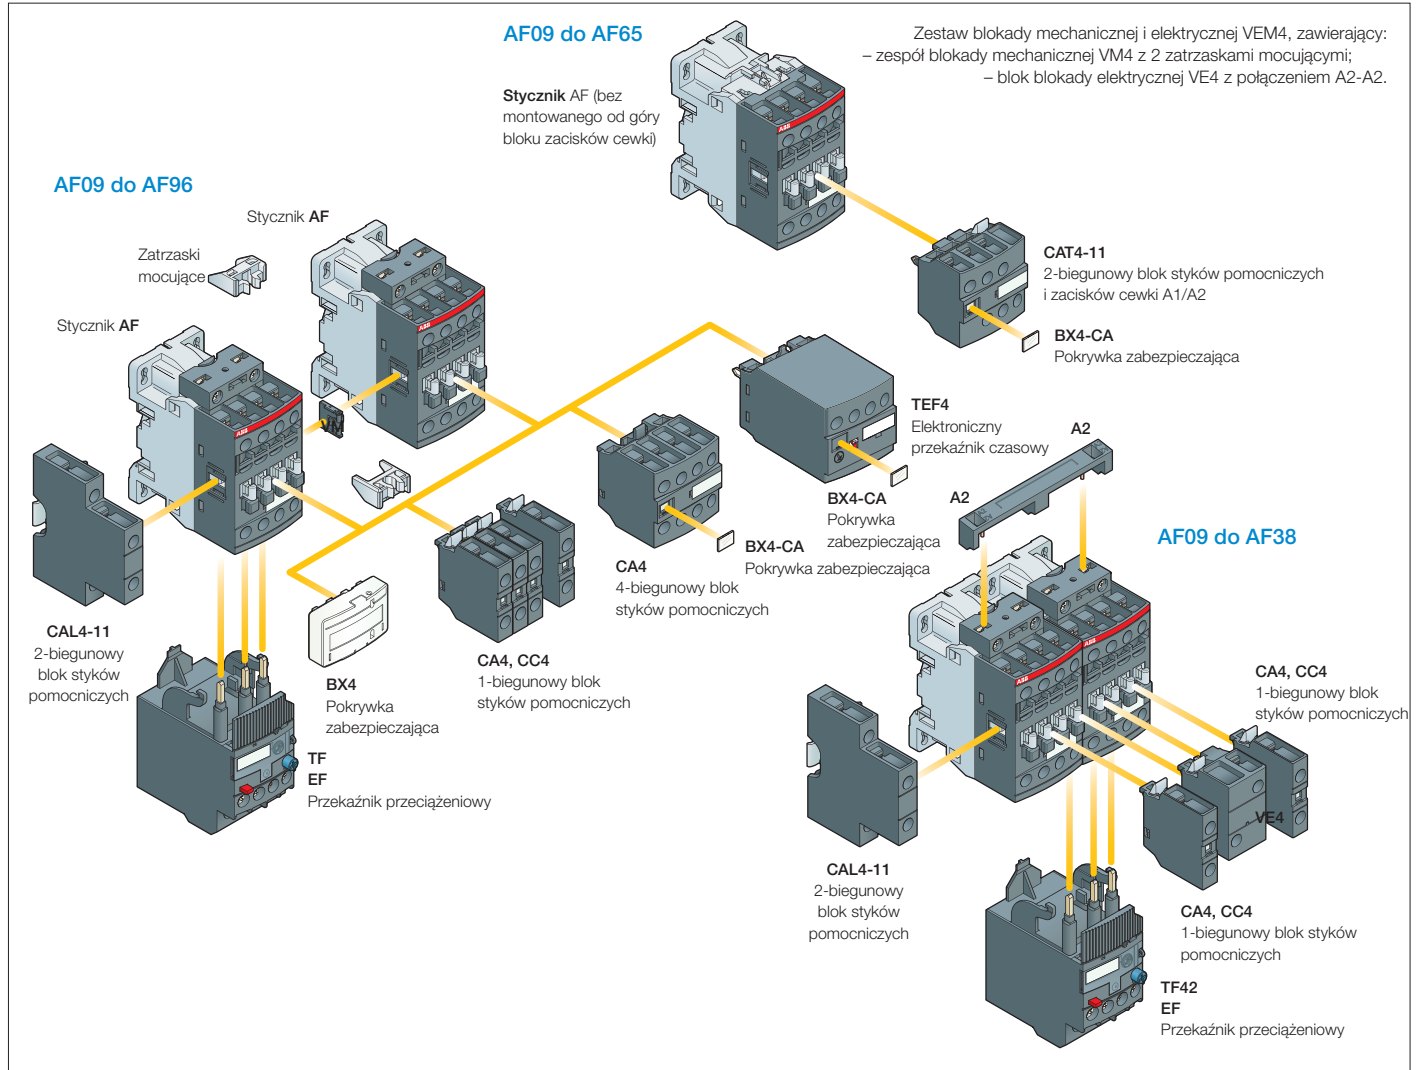 AF09 do AF65
Zestaw blokady mechanicznej i elektrycznej VEM4, zawierający:
– zespół blokady mechanicznej VM4 z 2 zatrzaskami mocującymi;
– blok blokady elektrycznej VE4 z połączeniem A2-A2.
Stycznik AF (bez
montowanego od góry
bloku zacisków cewki)
ABB
AF09 do AF96
Stycznik AF
Zatrzaski
mocujące
Stycznik AF
ABB
ABB
VM
CAT4-11
2-biegunowy blok styków pomocniczych
i zacisków cewki A1/A2
BX4-CA
Pokrywka zabezpieczająca
TEF4
Elektroniczny
przekaźnik czasowy
BX4-CA
Pokrywka
zabezpieczająca
BX4-CA
Pokrywka zabezpieczająca
CA4
4-biegunowy blok
styków pomocniczych
CA4, CC4
1-biegunowy blok
styków pomocniczych
BX4
Pokrywka
zabezpieczająca
CAL4-11
2-biegunowy
blok styków
pomocniczych
TF
EF
Przekaźnik przeciążeniowy
A2
A2
AF09 do AF38
ABB
CA4, CC4
1-biegunowy blok
styków pomocniczych
VE4
CAL4-11
2-biegunowy
blok styków
pomocniczych
CA4, CC4
1-biegunowy blok styków
pomocniczych
TF42
EF
Przekaźnik przeciążeniowy